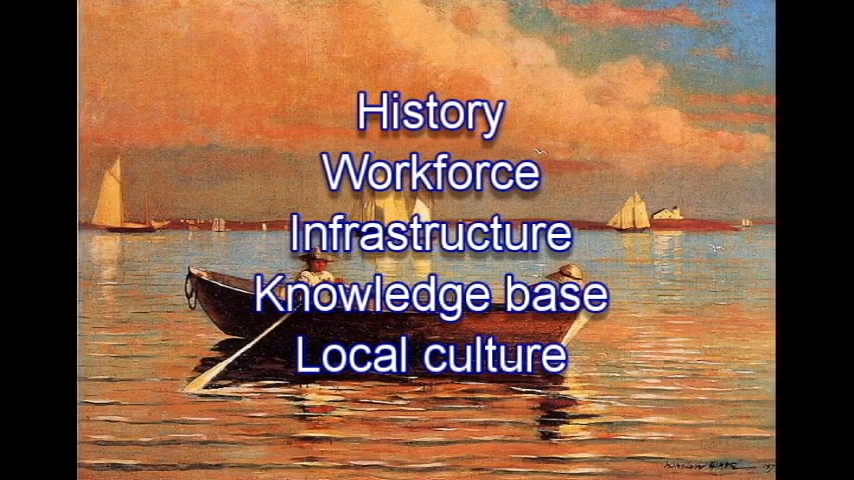 History
Workforce
Infrastructure
Knowledge base
Local culture